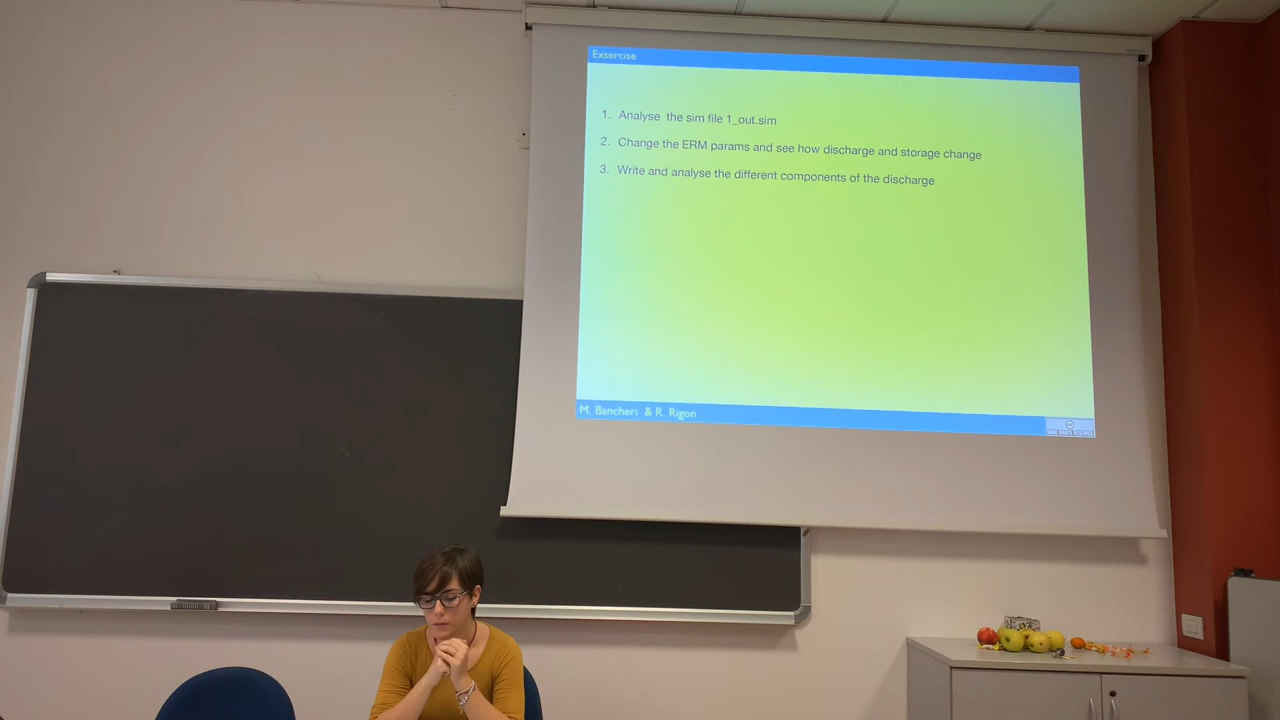 Exsercise
1. Analyse the sim file 1_out.sim
2. Change the ERM params and see how discharge and storage change
3. Write and analyse the different components of the discharge
M. Bancheri & R. Rigon